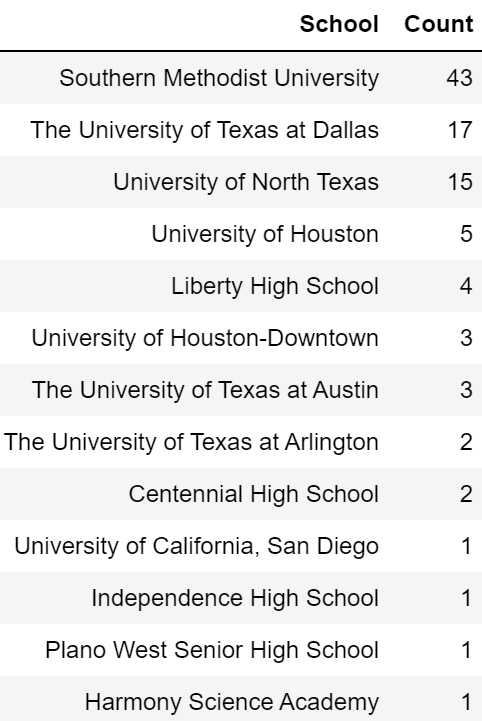 School Count
Southern Methodist University 43
The University of Texas at Dallas 17
University of North Texas 15
University of Houston 5
Liberty High School 4
University of Houston-Downtown 3
The University of Texas at Austin 3
The University of Texas at Arlington 2
Centennial High School 2
University of California, San Diego 1
Independence High School 1
Plano West Senior High School 1
Harmony Science Academy 1